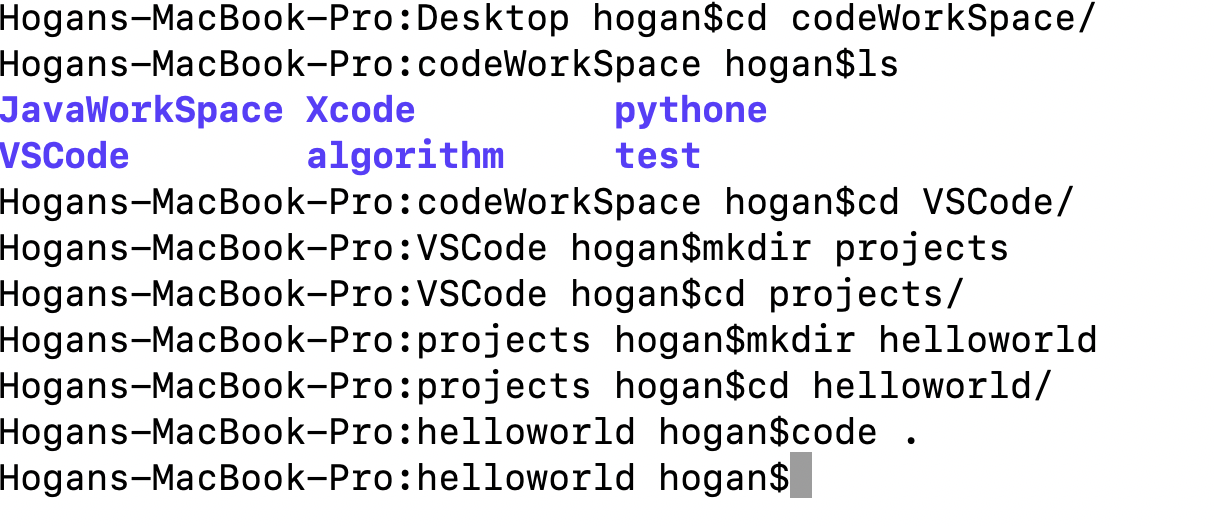 Hogans-MacBook-Pro:Desktop hogan$cd codeWorkSpace/
Hogans-MacBook-Pro:codeWorkSpace hogan$ls
JavaWorkSpace Xcode pythone
VSCode algorithm test
Hogans-MacBook-Pro:codeWorkSpace hogan$cd VSCode/
Hogans-MacBook-Pro:VSCode hogan$mkdir projects
Hogans-MacBook-Pro:VSCode hogan$cd projects/
Hogans-MacBook-Pro:projects hogan$mkdir helloworld
Hogans-MacBook-Pro:projects hogan$cd helloworld/
Hogans-MacBook-Pro:helloworld hogan$code .
Hogans-MacBook-Pro:helloworld hogan$